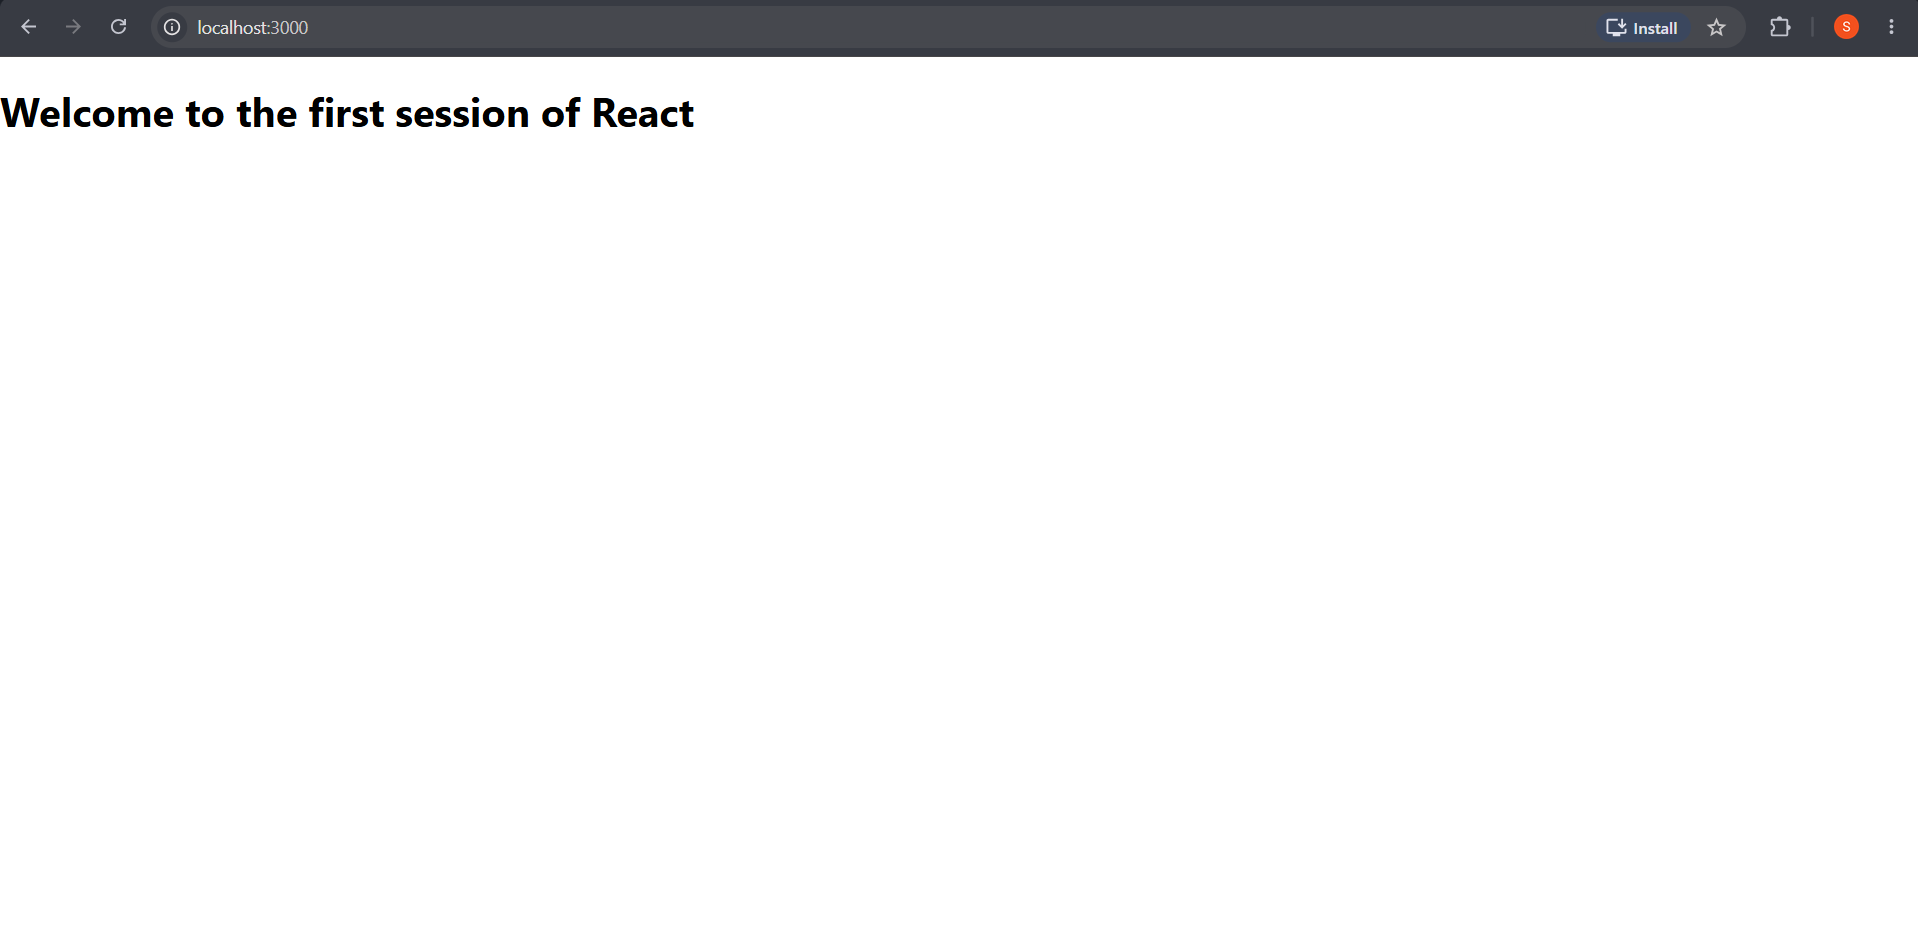 localhost:3000
Install
S
Welcome to the first session of React